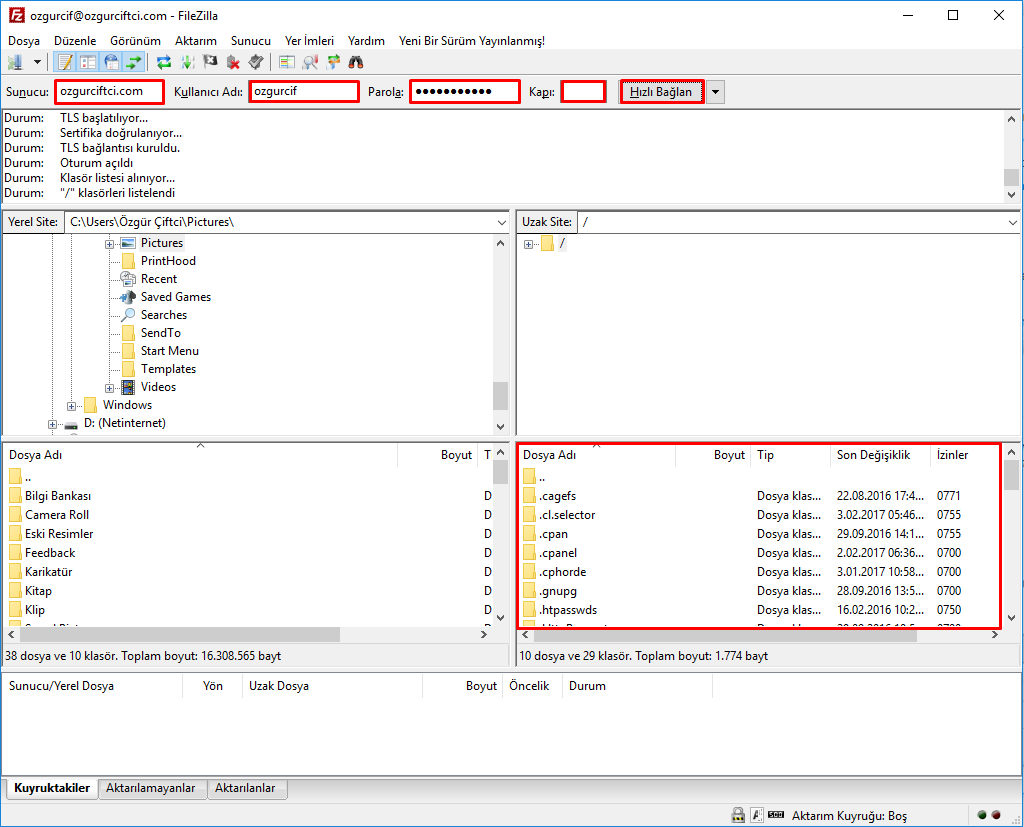 ozgurcif@ozgurciftci.com - FileZilla
Dosya Düzenle Görünüm Aktarım Sunucu Yer İmleri Yardım Yeni Bir Sürüm Yayınlanmış!
Sunucu: ozgurciftci.com Kullanıcı Adı: ozgurcif Parola: ●●●●●●●●●●● Kapı: Hızlı Bağlan
Durum: TLS başlatılıyor...
Durum: Sertifika doğrulanıyor...
Durum: TLS bağlantısı kuruldu.
Durum: Oturum açıldı
Durum: Klasör listesi alınıyor...
Durum: "/" klasörleri listelendi
Yerel Site: C:\Users\Özgür Çiftci\Pictures\
Pictures
PrintHood
Recent
Saved Games
Searches
SendTo
Start Menu
Templates
Videos
Windows
D: (Netinternet)
Uzak Site: /
/
Dosya Adı Boyut T
..
Bilgi Bankası D
Camera Roll D
Eski Resimler D
Feedback D
Karikatür D
Kitap D
Klip D
38 dosya ve 10 klasör. Toplam boyut: 16.308.565 bayt
Dosya Adı Boyut Tip Son Değişiklik İzinler
..
.cagefs Dosya klas... 22.08.2016 17:4... 0771
.cl.selector Dosya klas... 3.02.2017 05:46... 0755
.cpan Dosya klas... 29.09.2016 14:1... 0755
.cpanel Dosya klas... 2.02.2017 06:36... 0700
.cphorde Dosya klas... 3.01.2017 10:58... 0700
.gnupg Dosya klas... 28.09.2016 13:5... 0700
.htpasswds Dosya klas... 16.02.2016 10:2... 0750
10 dosya ve 29 klasör. Toplam boyut: 1.774 bayt
Sunucu/Yerel Dosya Yön Uzak Dosya Boyut Öncelik Durum
Kuyruktakiler Aktarılamayanlar Aktarılanlar
Aktarım Kuyruğu: Boş